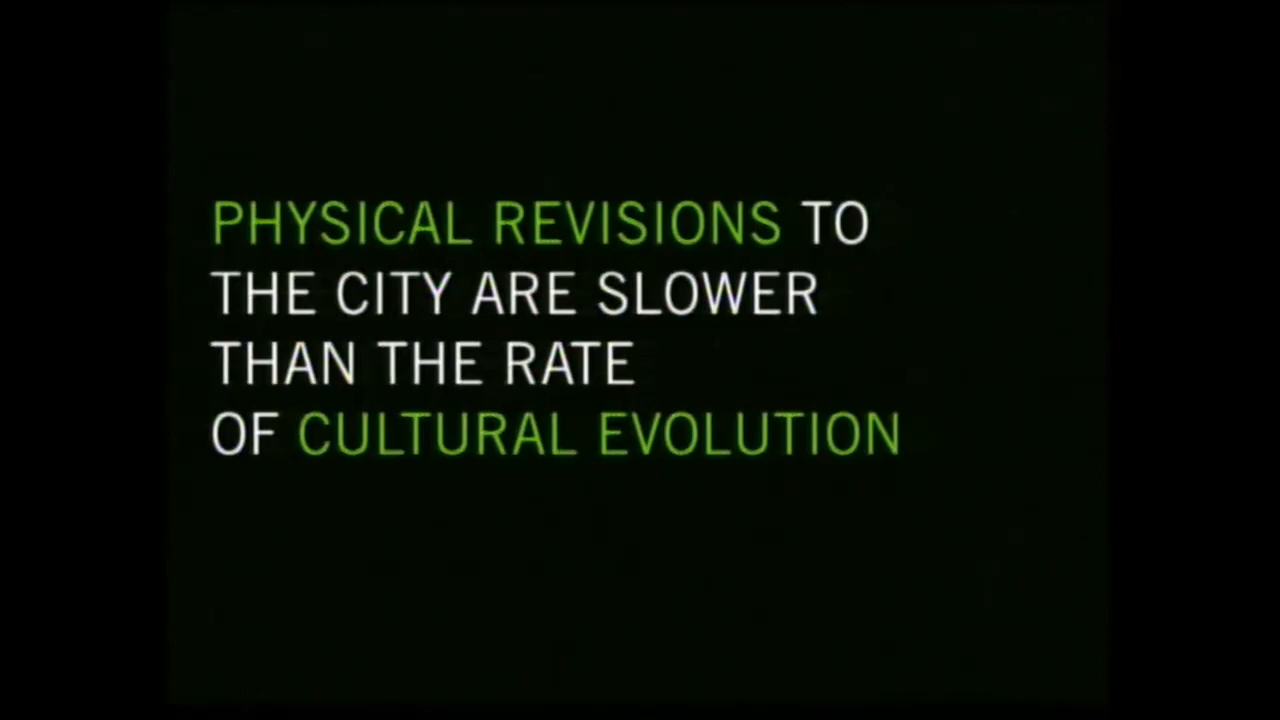 PHYSICAL REVISIONS TO
THE CITY ARE SLOWER
THAN THE RATE
OF CULTURAL EVOLUTION